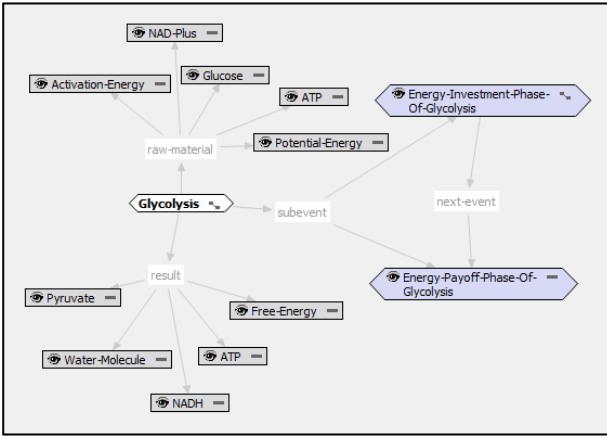 NAD-Plus
Activation-Energy
Glucose
ATP
Energy-Investment-Phase-
Of-Glycolysis
raw-material
Potential-Energy
Glycolysis
subevent
next-event
result
Energy-Payoff-Phase-Of-
Glycolysis
Pyruvate
Free-Energy
Water-Molecule
ATP
NADH